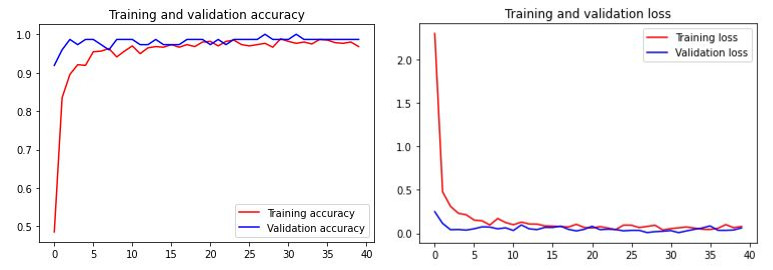 Training and validation accuracy
1.0
0.9
0.8
0.7
0.6
0.5
Training accuracy
Validation accuracy
0 5 10 15 20 25 30 35 40
Training and validation loss
Training loss
Validation loss
2.0
1.5
1.0
0.5
0.0
0 5 10 15 20 25 30 35 40